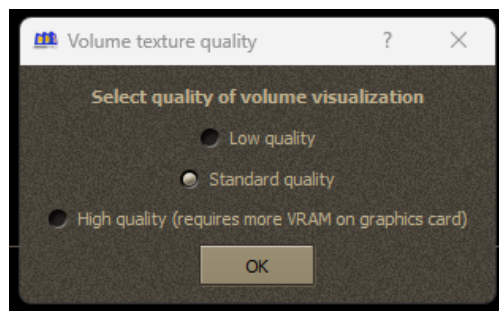 Volume texture quality
Select quality of volume visualization
Low quality
Standard quality
High quality (requires more VRAM on graphics card)
OK